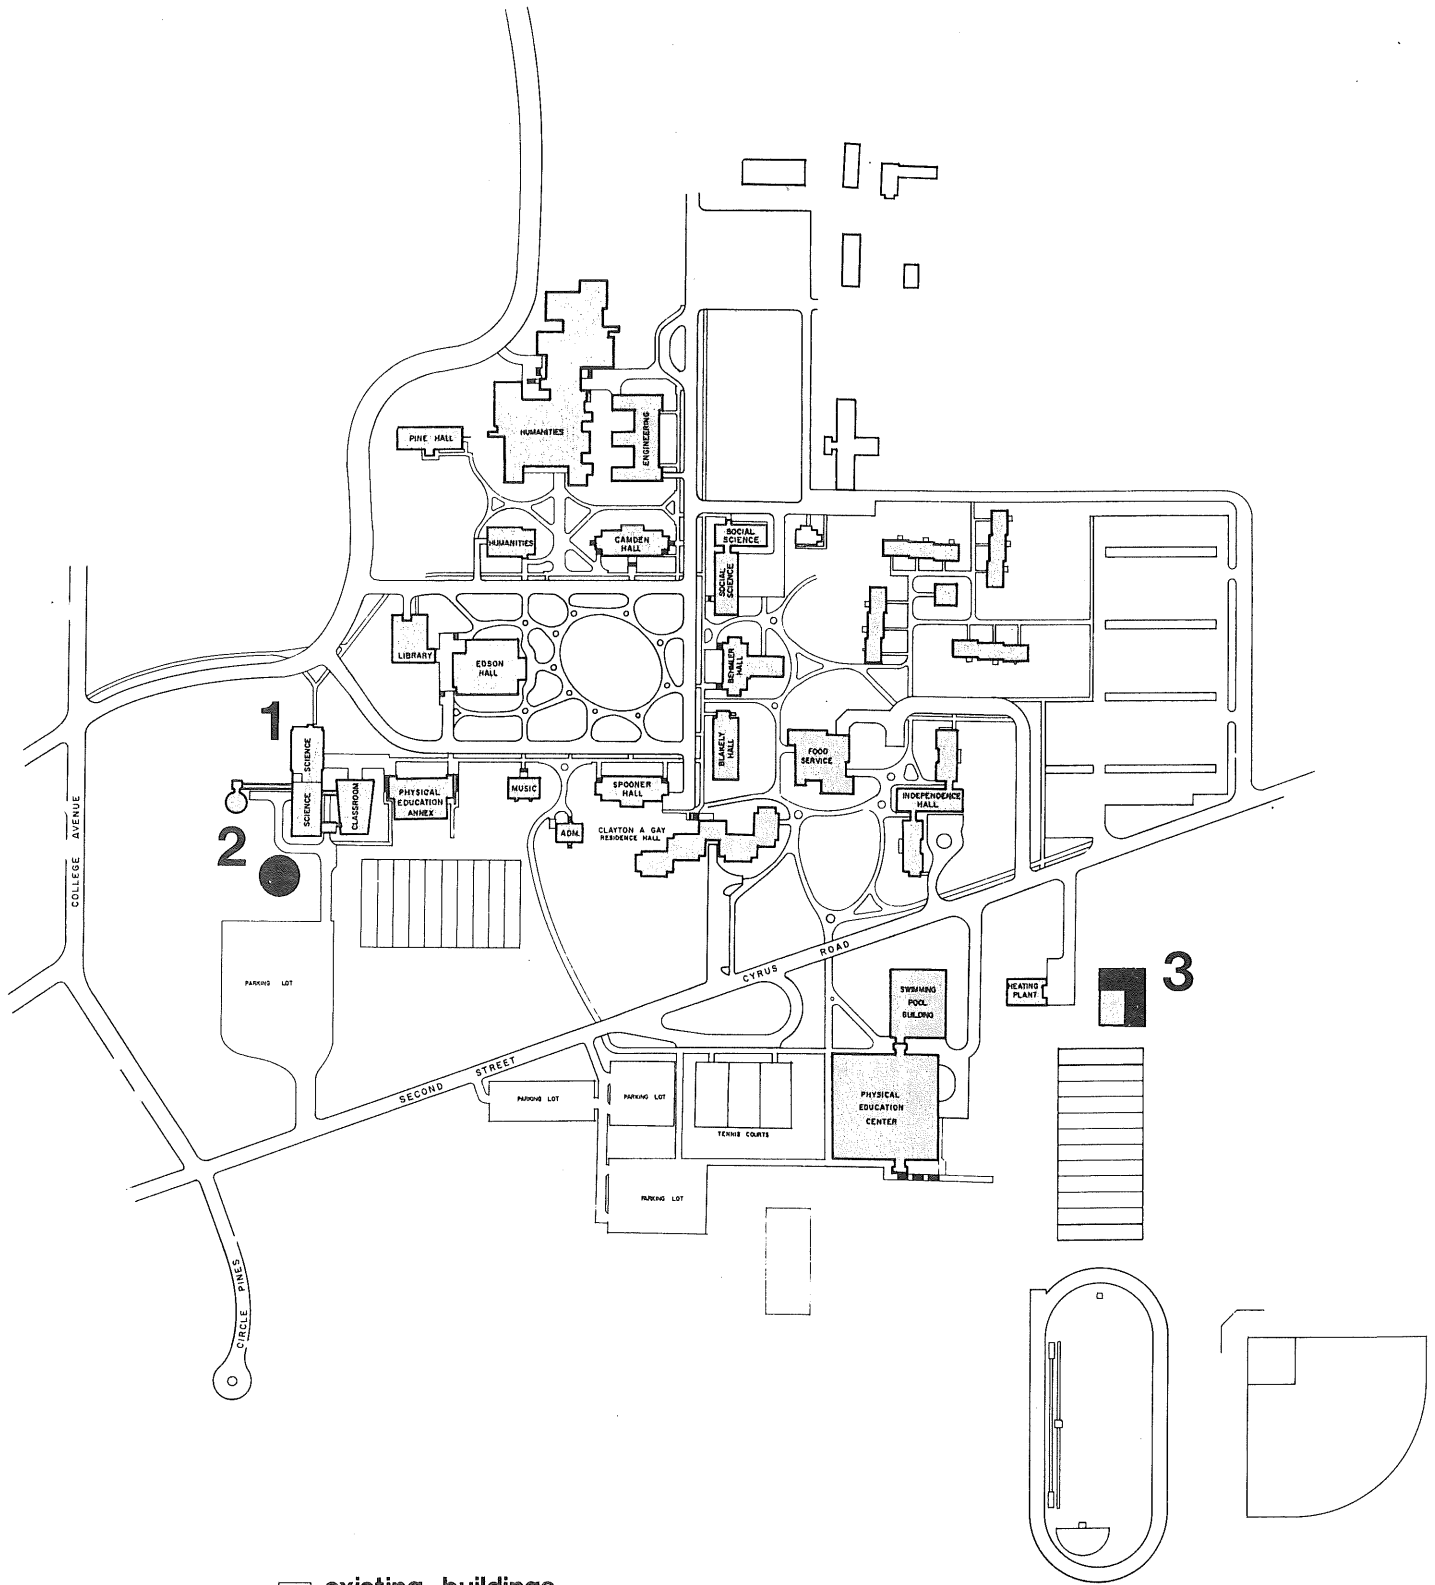 HUMANITIES
ENGINEERING
PINE HALL
HUMANITIES
CAMDEN
HALL
SOCIAL
SCIENCE
SOCIAL
SCIENCE
LIBRARY
EDSON
HALL
BEHMLER
HALL
1
SCIENCE
BLAKELY
HALL
FOOD
SERVICE
PHYSICAL
EDUCATION
ANNEX
MUSIC
SPOONER
HALL
INDEPENDENCE
HALL
SCIENCE
CLASSROOM
ADM.
CLAYTON A GAY
RESIDENCE HALL
2
COLLEGE AVENUE
PARKING LOT
CYRUS ROAD
SWIMMING
POOL
BUILDING
HEATING
PLANT
3
SECOND STREET
PARKING LOT
PARKING LOT
PHYSICAL
EDUCATION
CENTER
TENNIS COURTS
PARKING LOT
CIRCLE PINES
existing buildings